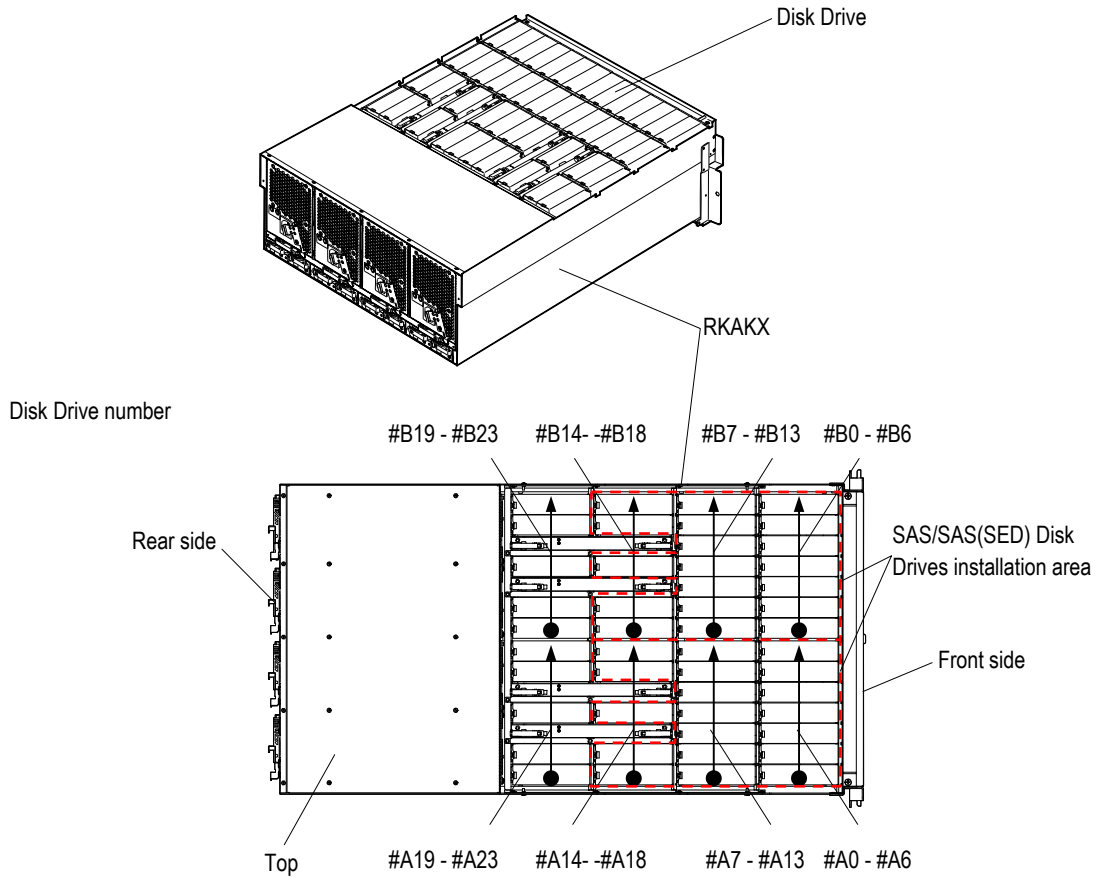 Disk Drive
RKAKX
Disk Drive number
#B19 - #B23
#B14- -#B18
#B7 - #B13
#B0 - #B6
Rear side
SAS/SAS(SED) Disk
Drives installation area
Front side
Top
#A19 - #A23
#A14- -#A18
#A7 - #A13
#A0 - #A6